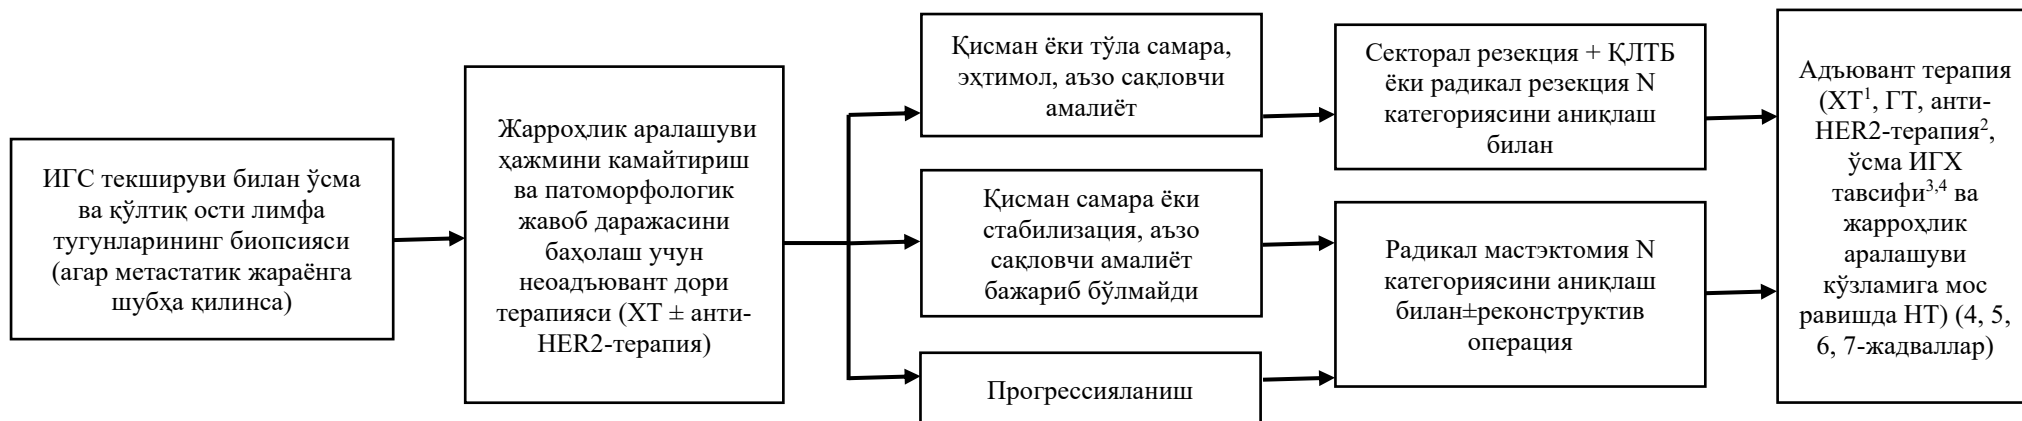 ИГС текшируви билан ўсма
ва қўлтиқ ости лимфа
тугунларининг биопсияси
(агар метастатик жараёнга
шубҳа қилинса)
Жарроҳлик аралашуви
ҳажмини камайтириш
ва патоморфологик
жавоб даражасини
баҳолаш учун
неоадъювант дори
терапияси (ХТ ± анти-
HER2-терапия)
Қисман ёки тўла самара,
эҳтимол, аъзо сақловчи
амалиёт
Қисман самара ёки
стабилизация, аъзо
сақловчи амалиёт
бажариб бўлмайди
Прогрессияланиш
Секторал резекция + ҚЛТБ
ёки радикал резекция N
категориясини аниқлаш
билан
Радикал мастэктомия N
категориясини аниқлаш
билан±реконструктив
операция
Адъювант терапия
(ХТ¹, ГТ, анти-
HER2-терапия²,
ўсма ИГХ
тавсифи³,⁴ ва
жарроҳлик
аралашуви
кўзламига мос
равишда НТ) (4, 5,
6, 7-жадваллар)